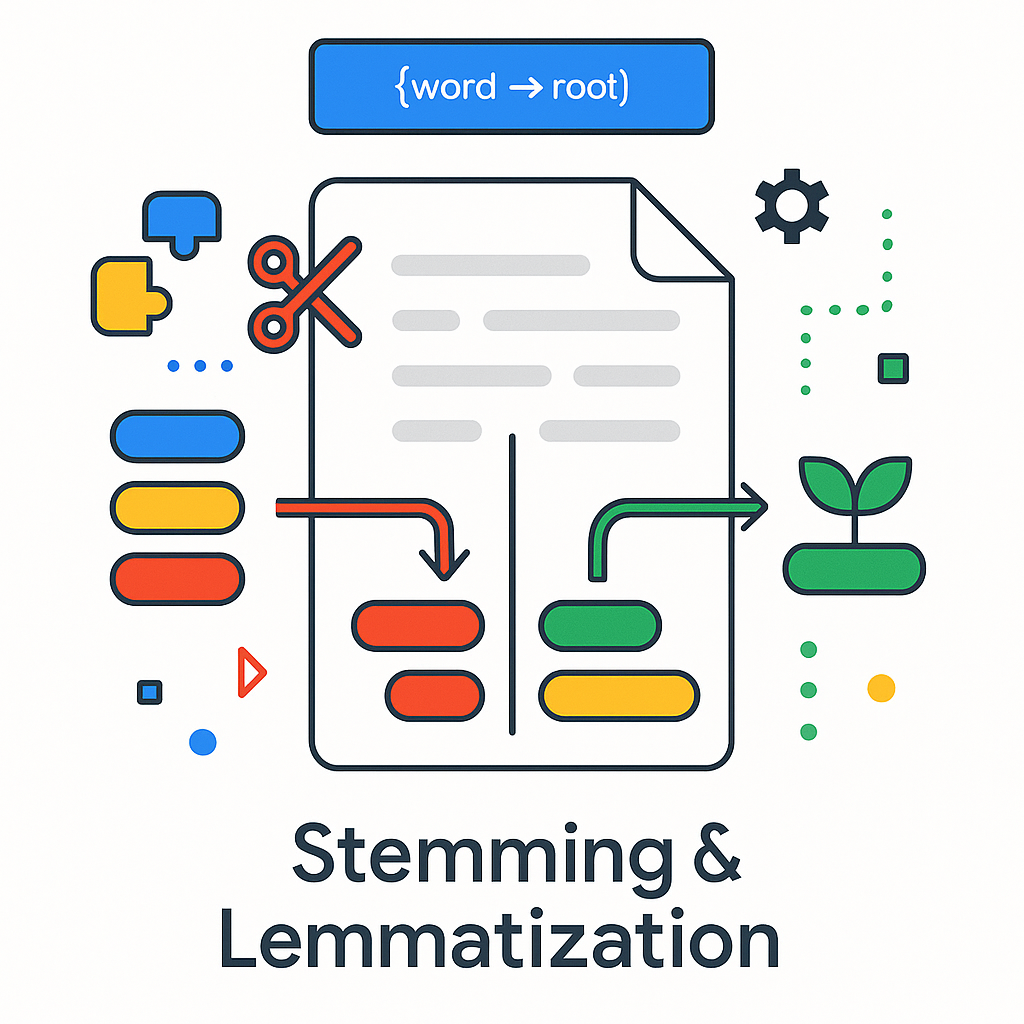 {word → root)
Stemming &
Lemmatization